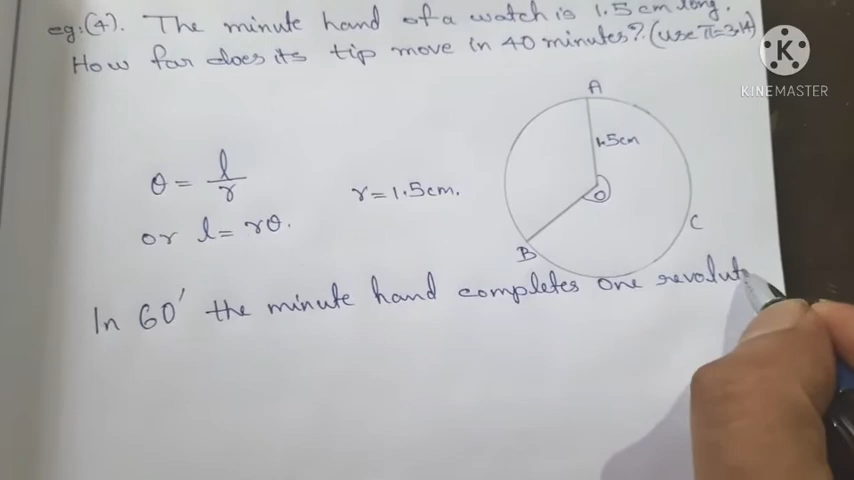 eg:(4). The minute hand of a watch is 1.5 cm long.
How far does its tip move in 40 minutes? (use π=3.14)
K
KINEMASTER
A
1.5cm
θ = l/r
r=1.5cm.
O
or l= rθ.
C
B
In 60' the minute hand completes one revolut